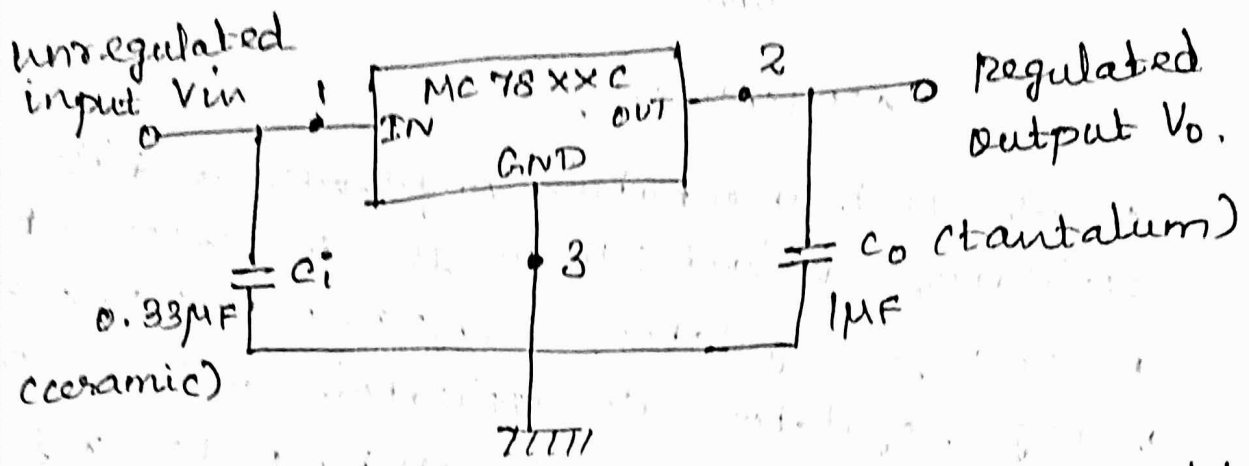 unregulated
input Vin
1
MC 78 XX C
IN
OUT
GND
2
Regulated
output Vo.
3
Ci
0.33μF
(ceramic)
Co (tantalum)
1μF